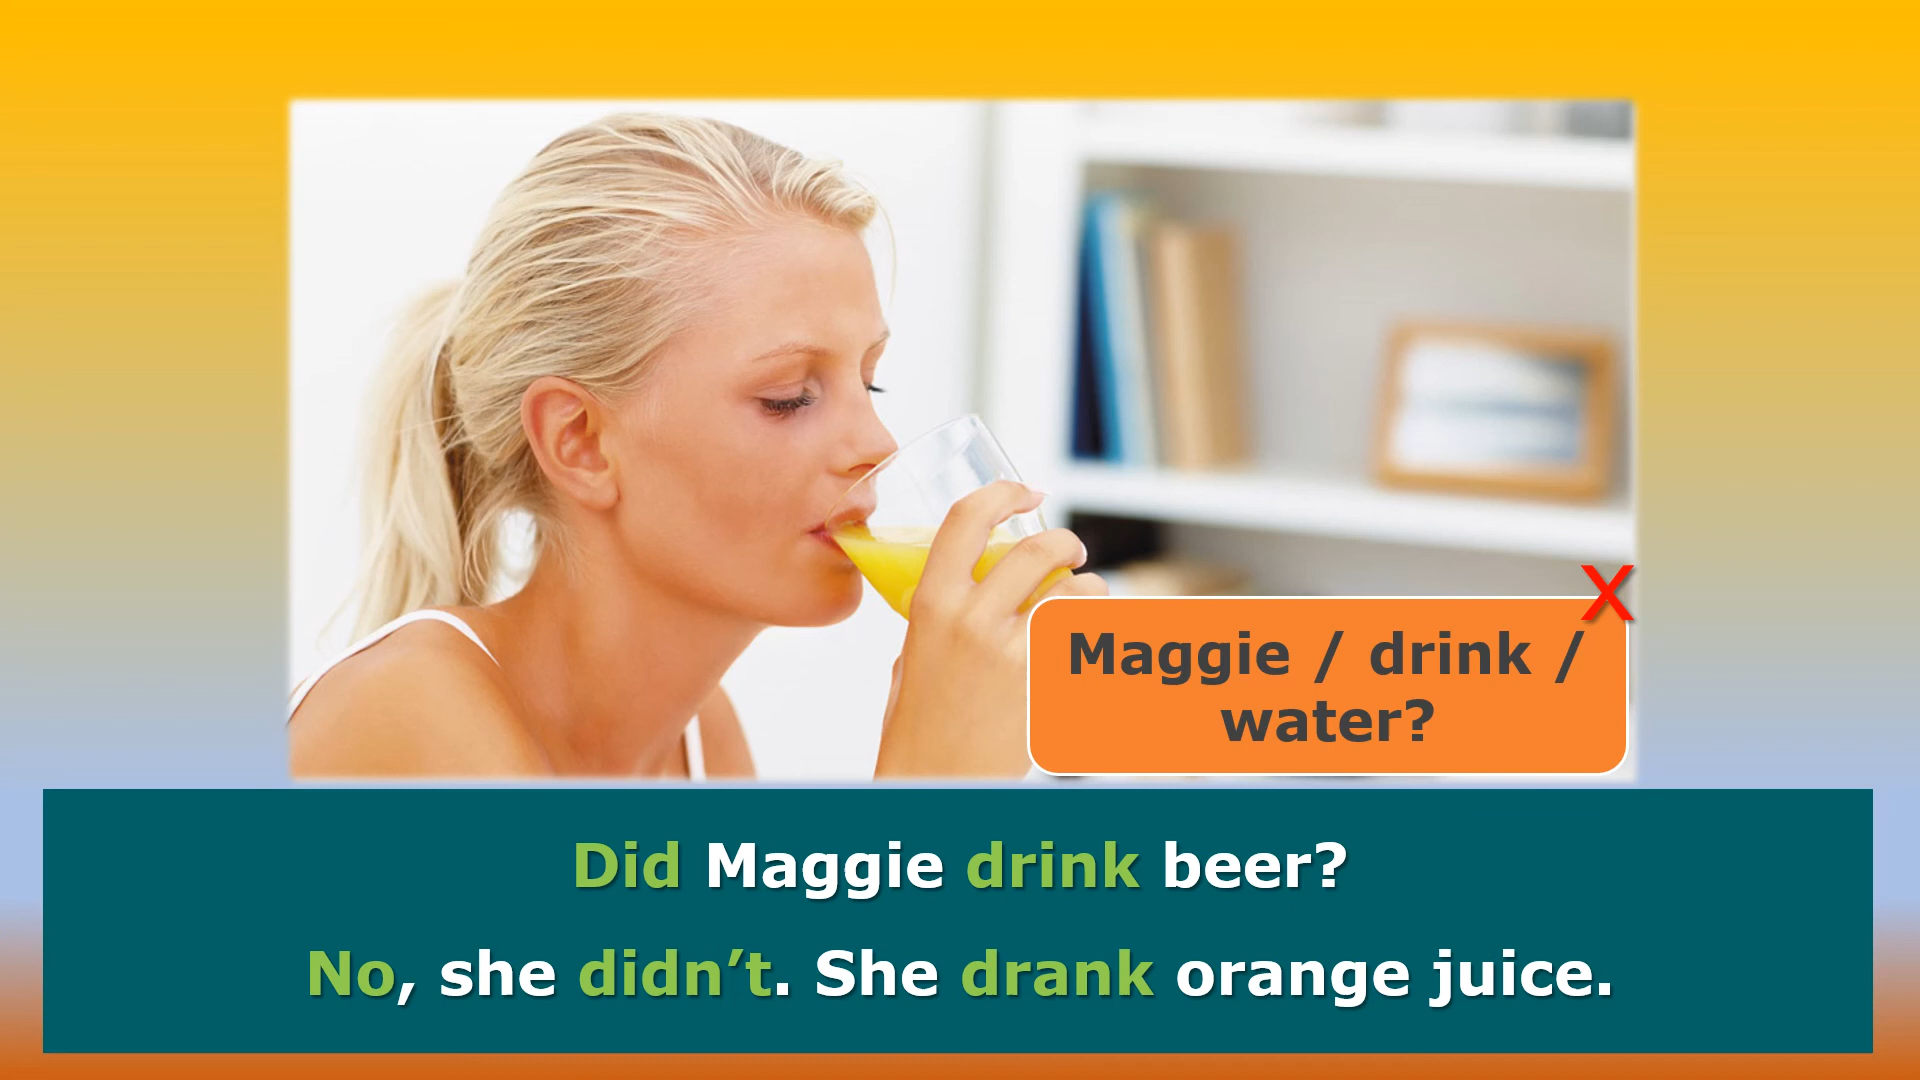 X
Maggie / drink /
water?
Did Maggie drink beer?
No, she didn’t. She drank orange juice.